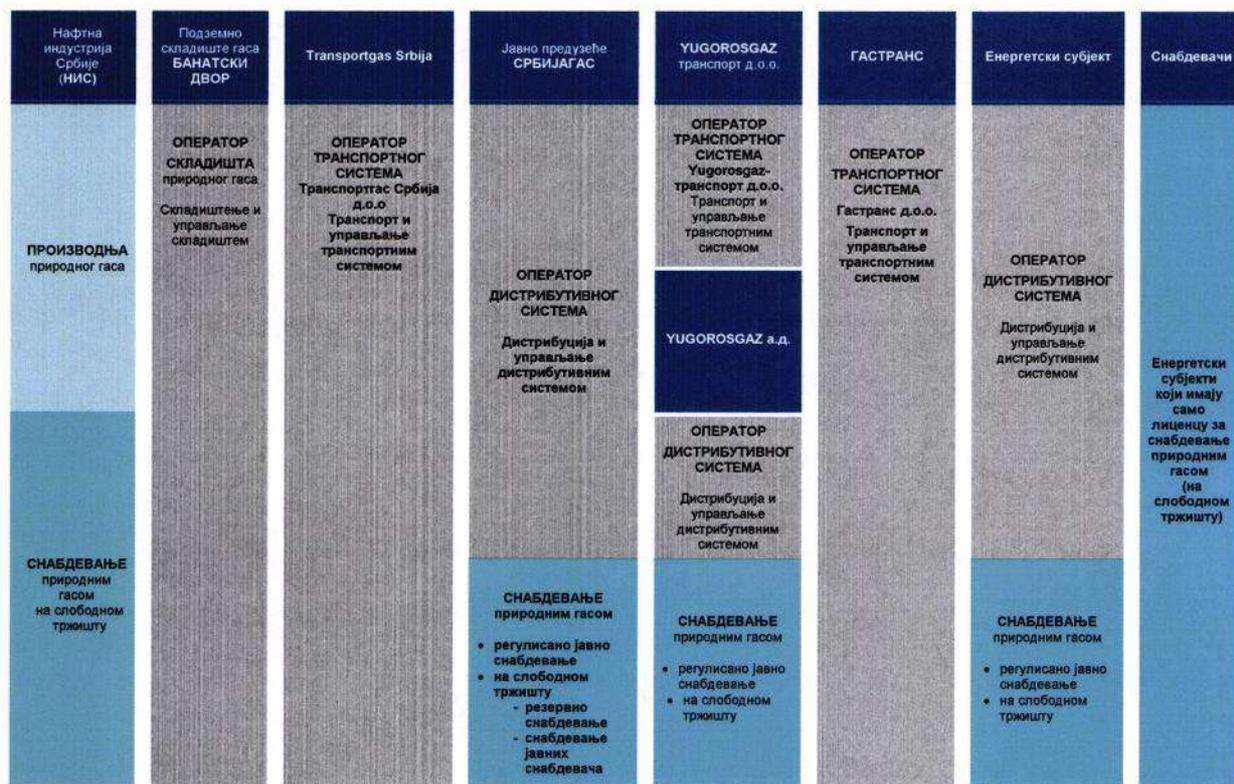 Нафтна
индустрија
Србије
(НИС)
ПРОИЗВОДЊА
природног гаса
СНАБДЕВАЊЕ
природним
гасом
на слободном
тржишту
Подземно
складиште гаса
БАНАТСКИ
ДВОР
ОПЕРАТОР
СКЛАДИШТА
природног гаса
Складиштење и
управљање
складиштем
Transportgas Srbija
ОПЕРАТОР
ТРАНСПОРТНОГ
СИСТЕМА
Транспортгас Србија
д.о.о
Транспорт и
управљање
транспортним
системом
Јавно предузеће
СРБИЈАГАС
ОПЕРАТОР
ДИСТРИБУТИВНОГ
СИСТЕМА
Дистрибуција и
управљање
дистрибутивним
системом
СНАБДЕВАЊЕ
природним гасом
• регулисано јавно
снабдевање
• на слободном
тржишту
- резервно
снабдевање
- снабдевање
јавних
снабдевача
YUGOROSGAZ
транспорт д.о.о.
ОПЕРАТОР
ТРАНСПОРТНОГ
СИСТЕМА
Yugorosgaz-
транспорт д.о.о.
Транспорт и
управљање
транспортним
системом
YUGOROSGAZ а.д.
ОПЕРАТОР
ДИСТРИБУТИВНОГ
СИСТЕМА
Дистрибуција и
управљање
дистрибутивним
системом
СНАБДЕВАЊЕ
природним гасом
• регулисано јавно
снабдевање
• на слободном
тржишту
ГАСТРАНС
ОПЕРАТОР
ТРАНСПОРТНОГ
СИСТЕМА
Гастранс д.о.о.
Транспорт и
управљање
транспортним
системом
Енергетски субјект
ОПЕРАТОР
ДИСТРИБУТИВНОГ
СИСТЕМА
Дистрибуција и
управљање
дистрибутивним
системом
СНАБДЕВАЊЕ
природним гасом
• регулисано јавно
снабдевање
• на слободном
тржишту
Снабдевачи
Енергетски
субјекти
који имају
само
лиценцу за
снабдевање
природним
гасом
(на
слободном
тржишту)